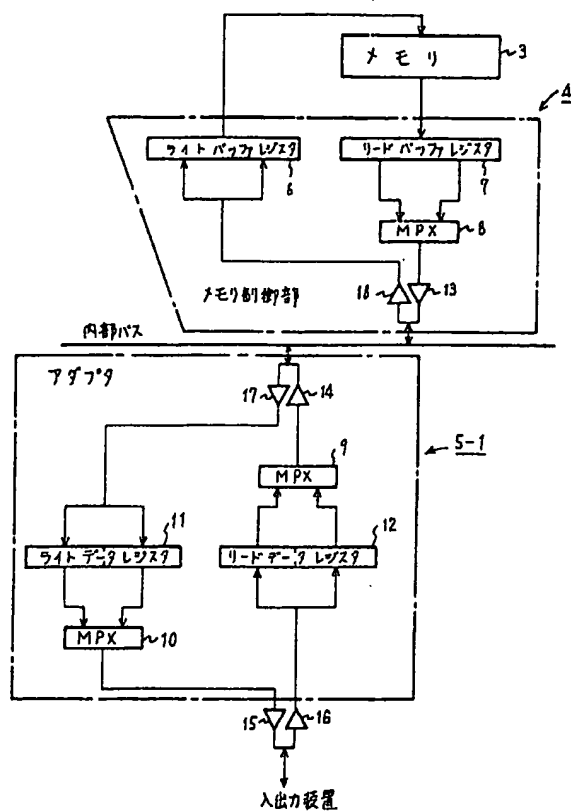 メモリ
3
4
ライトバッファレジスタ
リードバッファレジスタ
6
7
MPX
8
メモリ制御部
18
13
内部バス
アダプタ
17
14
5-1
MPX
9
11
12
ライトデータレジスタ
リードデータレジスタ
MPX
10
15
16
入出力装置